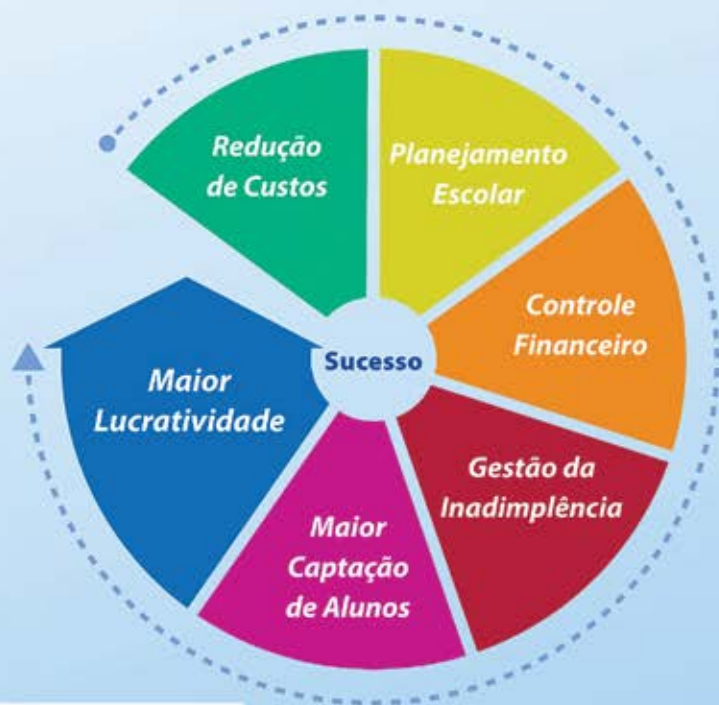 Redução
de Custos
Planejamento
Escolar
Controle
Financeiro
Gestão da
Inadimplência
Maior
Captação
de Alunos
Maior
Lucratividade
Sucesso